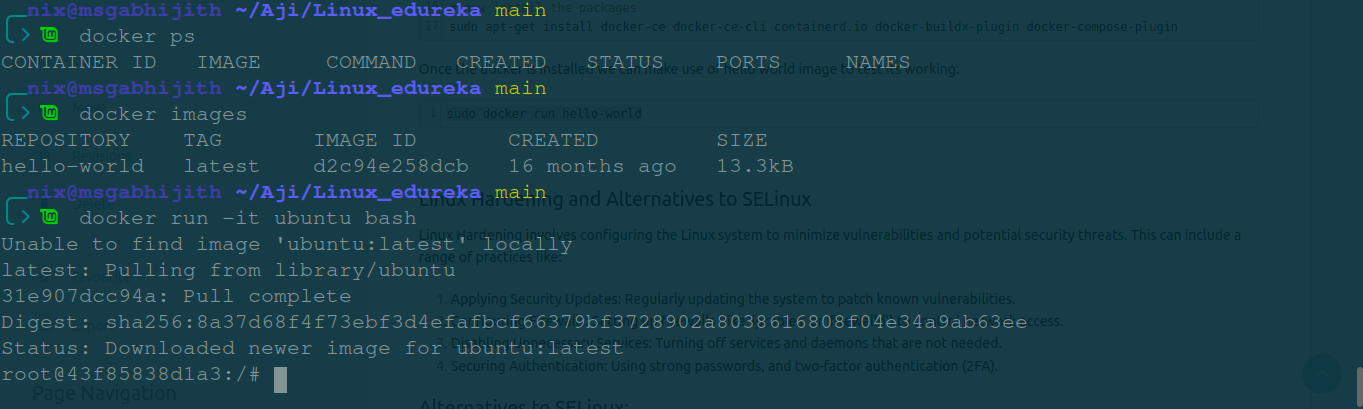 nix@msgabhijith ~/Aji/Linux_edureka main
docker ps
CONTAINER ID IMAGE COMMAND CREATED STATUS PORTS NAMES
nix@msgabhijith ~/Aji/Linux_edureka main
docker images
REPOSITORY TAG IMAGE ID CREATED SIZE
hello-world latest d2c94e258dcb 16 months ago 13.3kB
nix@msgabhijith ~/Aji/Linux_edureka main
docker run -it ubuntu bash
Unable to find image 'ubuntu:latest' locally
latest: Pulling from library/ubuntu
31e907dcc94a: Pull complete
Digest: sha256:8a37d68f4f73ebf3d4efafbcf66379bf3728902a8038616808f04e34a9ab63ee
Status: Downloaded newer image for ubuntu:latest
root@43f85838d1a3:/#
the packages
sudo apt-get install docker-ce docker-ce-cli containerd.io docker-buildx-plugin docker-compose-plugin
Once the docker is installed we can make use of hello world image to test its working:
1 sudo docker run hello-world
Linux Hardening and Alternatives to SELinux
Linux Hardening involves configuring the Linux system to minimize vulnerabilities and potential security threats. This can include a
range of practices like:
1. Applying Security Updates: Regularly updating the system to patch known vulnerabilities.
access.
3. Disabling Unnecessary Services: Turning off services and daemons that are not needed.
4. Securing Authentication: Using strong passwords, and two-factor authentication (2FA).
Alternatives to SELinux:
Page Navigation